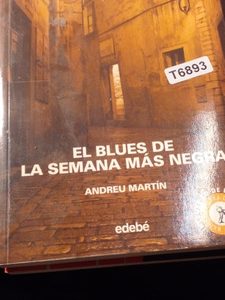 T6893
EL BLUES DE
LA SEMANA MÁS NEGRA
ANDREU MARTÍN
edebé